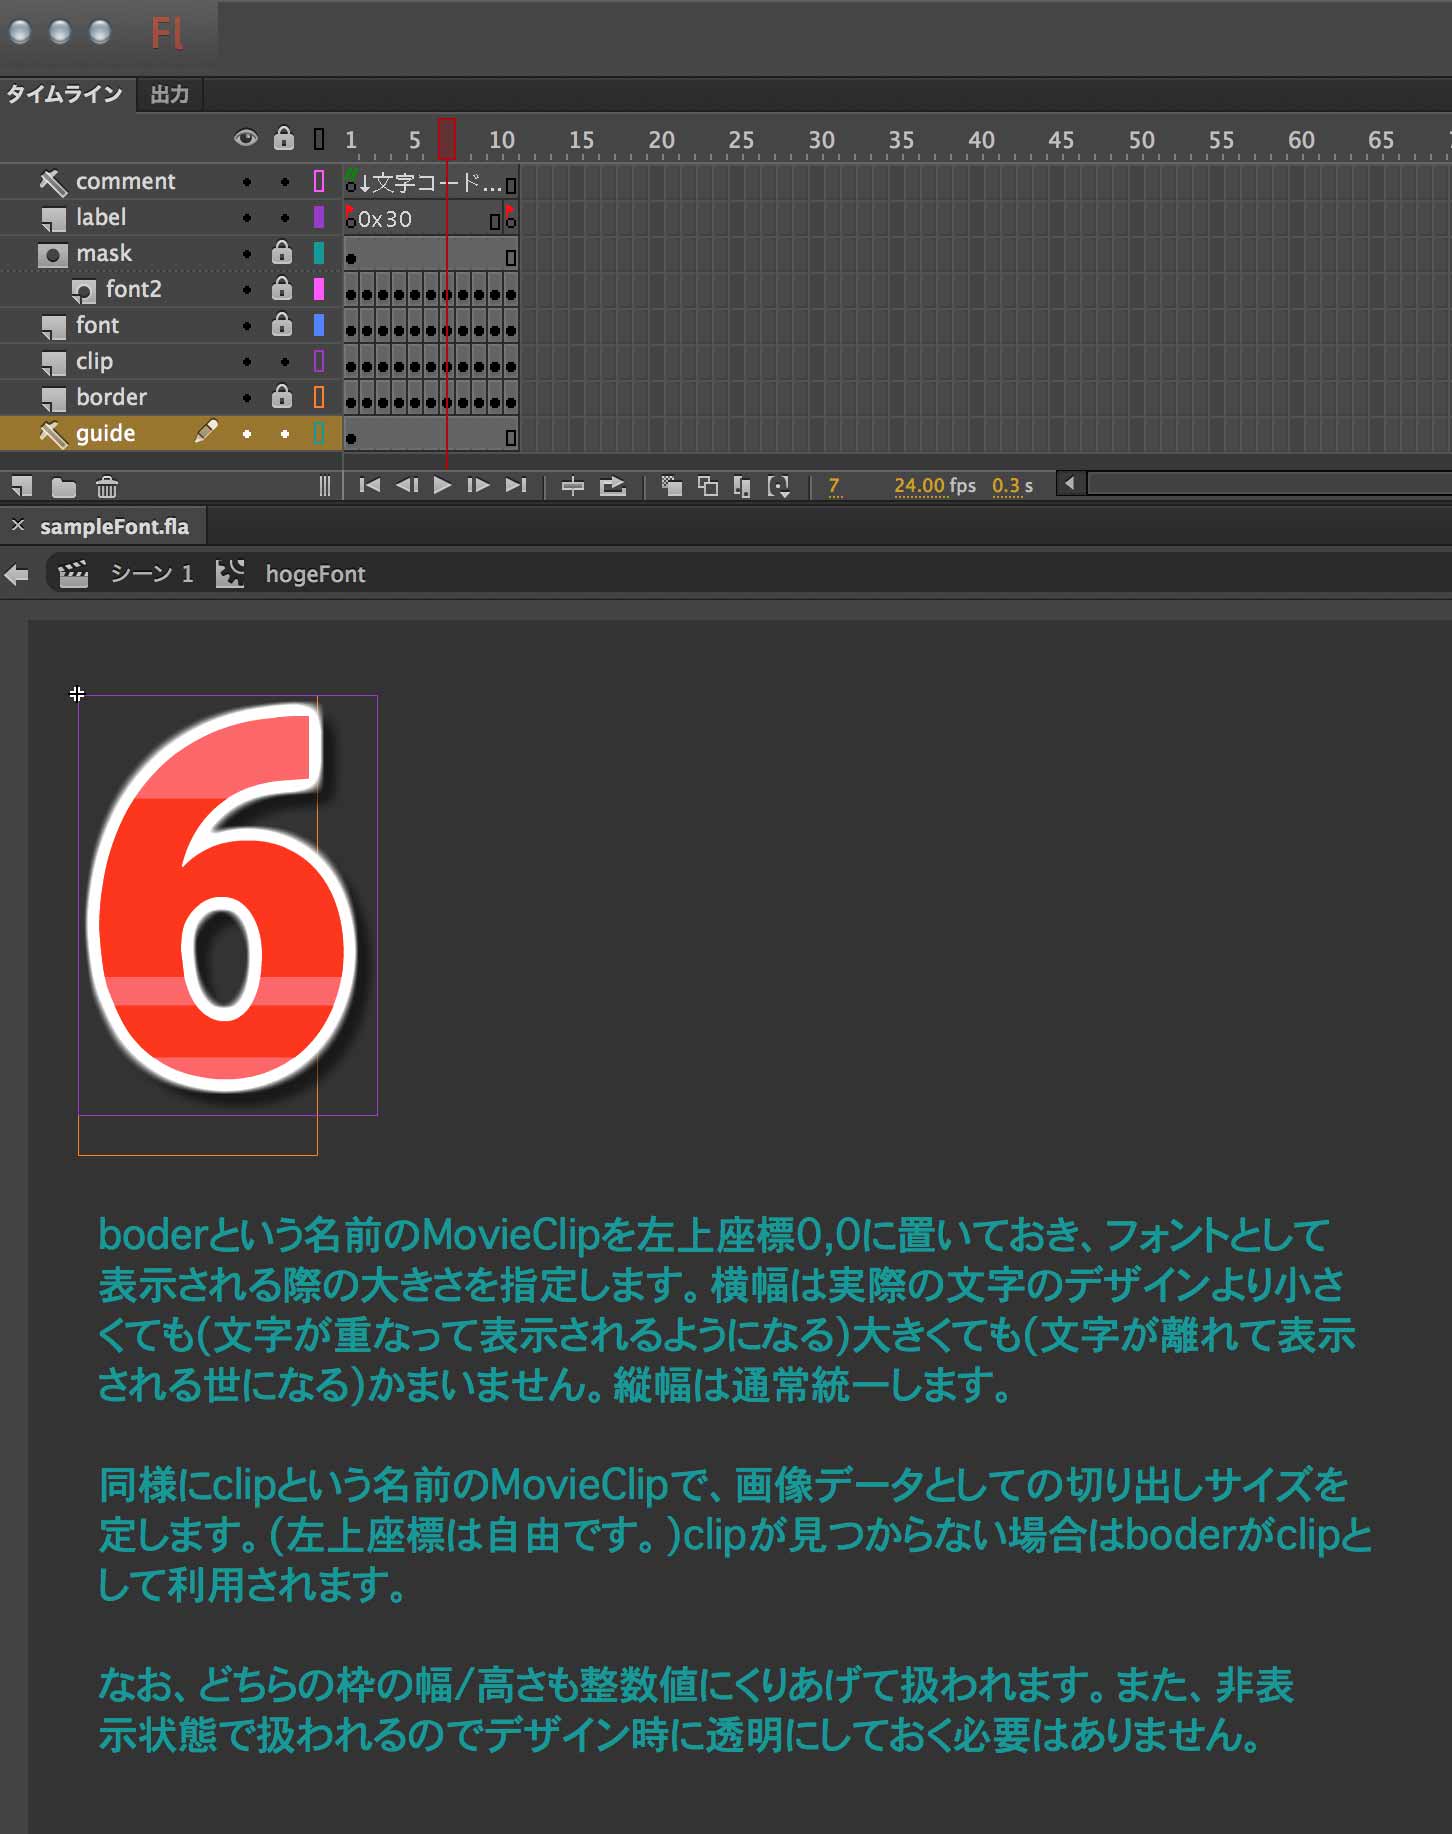 Fl
タイムライン 出力
1 5 10 15 20 25 30 35 40 45 50 55 60 65
comment ↓文字コード...
label 0x30
mask
font2
font
clip
border
guide
7 24.00 fps 0.3 s
× sampleFont.fla
シーン 1 hogeFont
6
boderという名前のMovieClipを左上座標0,0に置いておき、フォントとして
表示される際の大きさを指定します。横幅は実際の文字のデザインより小さ
くても(文字が重なって表示されるようになる)大きくても(文字が離れて表示
される世になる)かまいません。縦幅は通常統一します。
同様にclipという名前のMovieClipで、画像データとしての切り出しサイズを
定します。(左上座標は自由です。)clipが見つからない場合はboderがclipと
して利用されます。
なお、どちらの枠の幅/高さも整数値にくりあげて扱われます。また、非表
示状態で扱われるのでデザイン時に透明にしておく必要はありません。